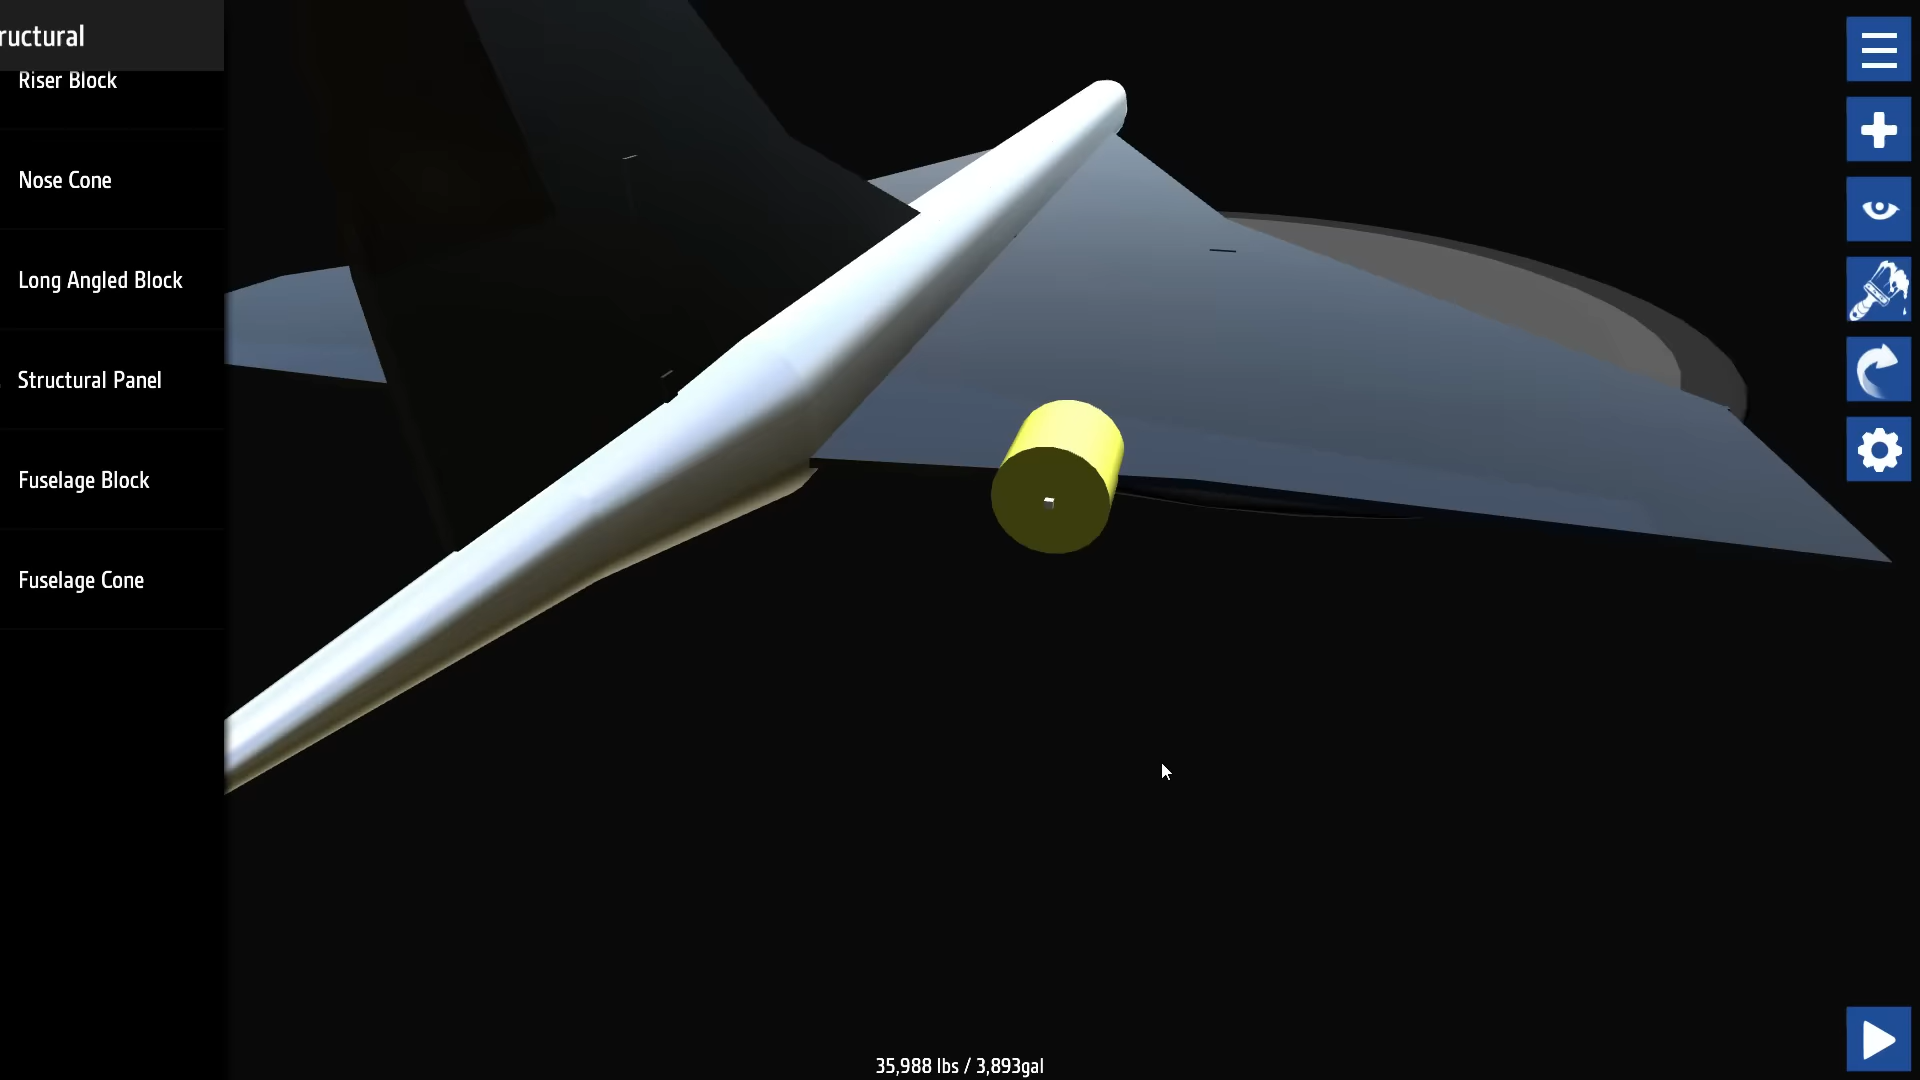 ructural
Riser Block
Nose Cone
Long Angled Block
Structural Panel
Fuselage Block
Fuselage Cone
35,988 lbs / 3,893gal